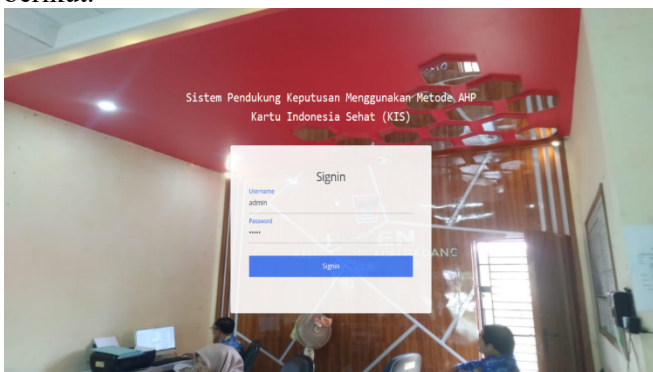 Sistem Pendukung Keputusan Menggunakan Metode AHP
Kartu Indonesia Sehat (KIS)
Signin
Username
admin
Password
•••••
Signin